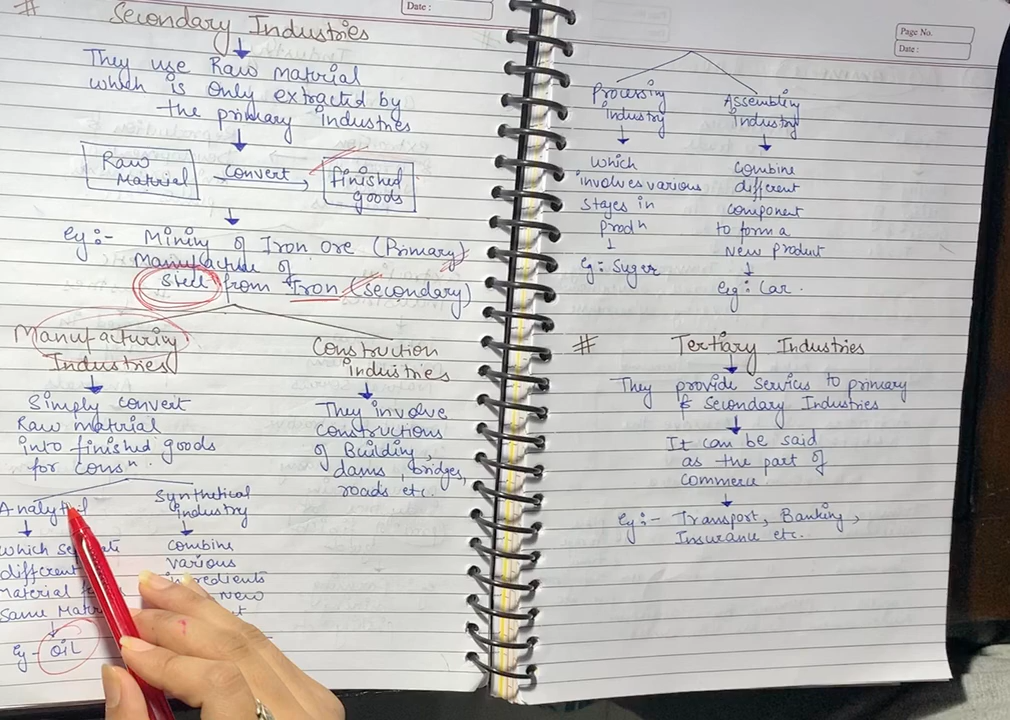 #
Secondary Industries
They use Raw Material
which is only extracted by
the primary industries
Raw Material
Convert
finished goods
Eg:- Mining of Iron ore (Primary)
Manufacture of
Steel from Iron (secondary)
Manufacturing
Industries
Simply convert
Raw material
into finished goods
for consⁿ.
Construction
industries
They involve
constructions
of Building,
dams, bridges,
roads etc.
which
different
Material
Same
Eg- OiL
Synthetical
industry
combine
various
New
Date :
Page No.
Date :
Processing
industry
which
involves various
stages in
prodⁿ
Eg: Suger
Assembling
industry
Combine
different
component
to form a
New product
Eg: Car.
#
Tertiary Industries
They provide Services to primary
& Secondary Industries
It can be said
as the part of
commerce
Eg:- Transport, Banking,
Insurance etc.